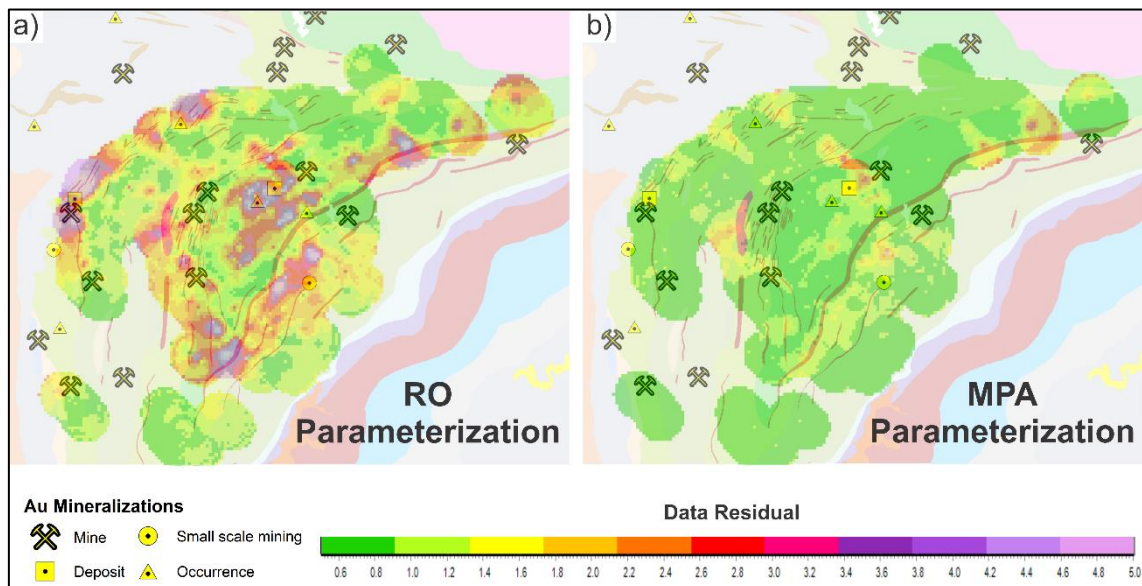 a)
b)
RO
Parameterization
MPA
Parameterization
Au Mineralizations
Mine
Small scale mining
Deposit
Occurrence
Data Residual
0.6 0.8 1.0 1.2 1.4 1.6 1.8 2.0 2.2 2.4 2.6 2.8 3.0 3.2 3.4 3.6 3.8 4.0 4.2 4.4 4.6 4.8 5.0